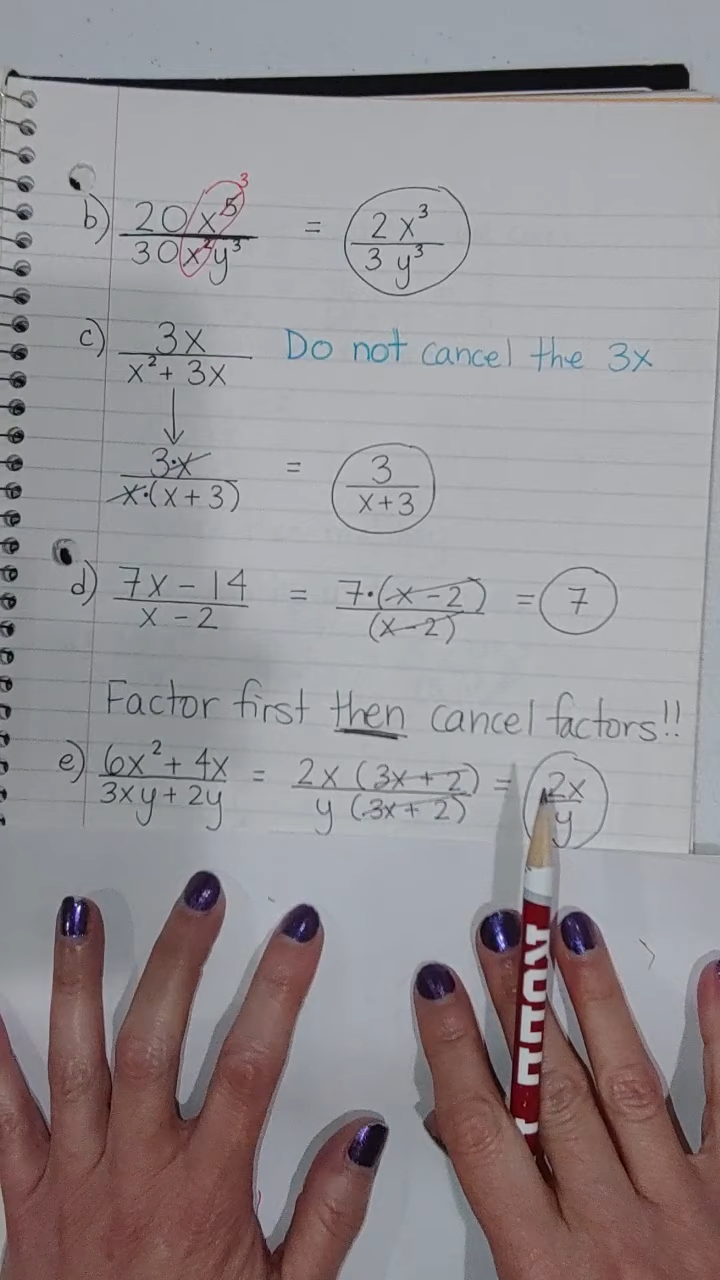 b) 20x⁵ / 30x²y³ = 2x³ / 3y³
3
c) 3x / x² + 3x Do not cancel the 3x
3·x / x·(x + 3) = 3 / x + 3
d) 7x - 14 / x - 2 = 7·(x - 2) / (x - 2) = 7
Factor first then cancel factors!!
e) 6x² + 4x / 3xy + 2y = 2x (3x + 2) / y (3x + 2) = 2x / y